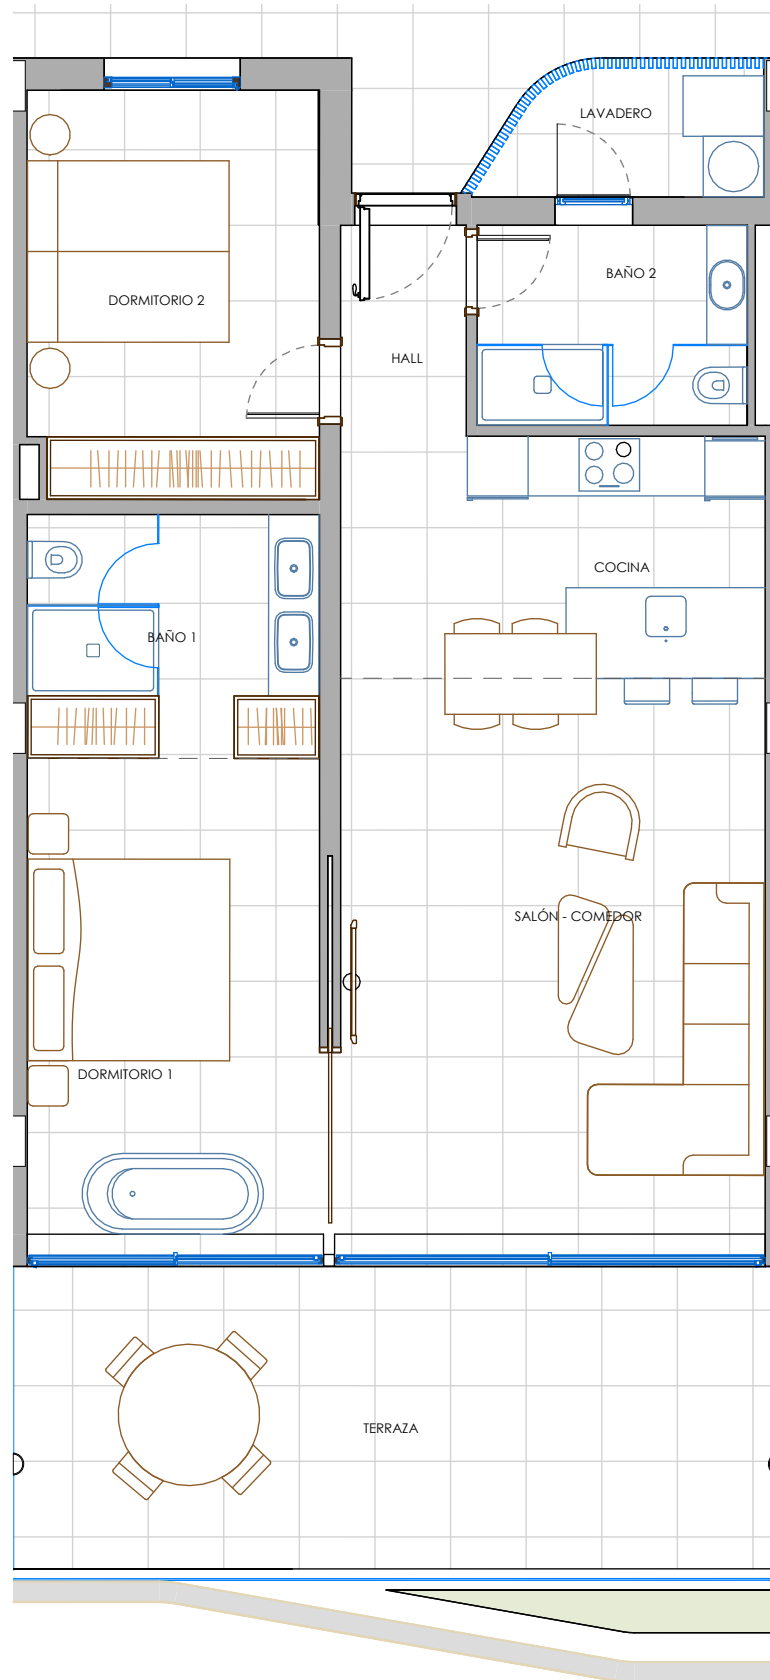 LAVADERO
BAÑO 2
DORMITORIO 2
HALL
COCINA
BAÑO 1
SALÓN - COMEDOR
DORMITORIO 1
TERRAZA